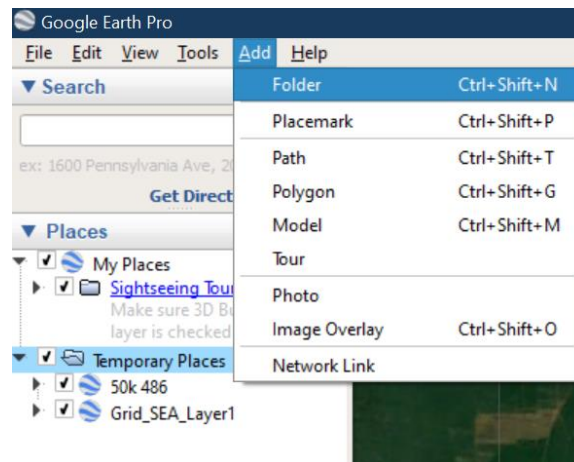 Google Earth Pro
File Edit View Tools Add Help
Search
ex: 1600 Pennsylvania Ave, 20
Get Direct
Places
My Places
Sightseeing Tour
Make sure 3D Bu
layer is checked
Temporary Places
50k 486
Grid_SEA_Layer1
Folder Ctrl+Shift+N
Placemark Ctrl+Shift+P
Path Ctrl+Shift+T
Polygon Ctrl+Shift+G
Model Ctrl+Shift+M
Tour
Photo
Image Overlay Ctrl+Shift+O
Network Link